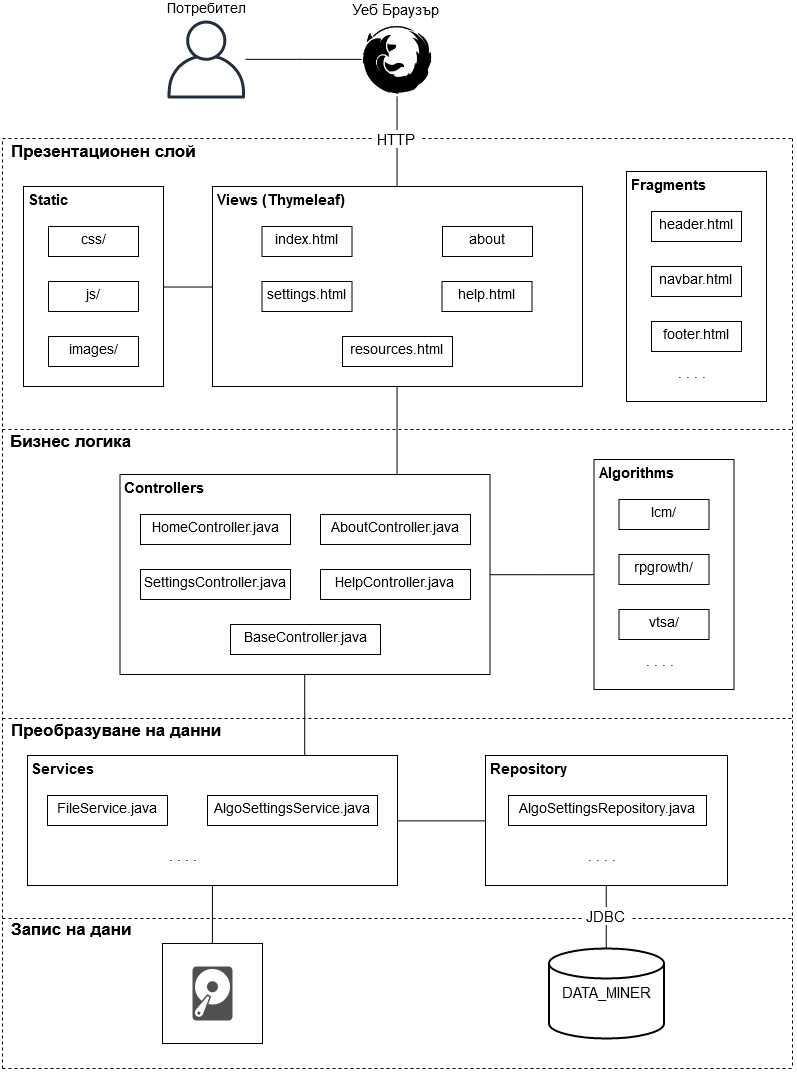 Потребител
Уеб Браузър
HTTP
Презентационен слой
Static
css/
js/
images/
Views (Thymeleaf)
index.html
about
settings.html
help.html
resources.html
Fragments
header.html
navbar.html
footer.html
. . . .
Бизнес логика
Controllers
HomeController.java
AboutController.java
SettingsController.java
HelpController.java
BaseController.java
Algorithms
lcm/
rpgrowth/
vtsa/
. . . .
Преобразуване на данни
Services
FileService.java
AlgoSettingsService.java
. . . .
Repository
AlgoSettingsRepository.java
. . . .
JDBC
Запис на дани
DATA_MINER